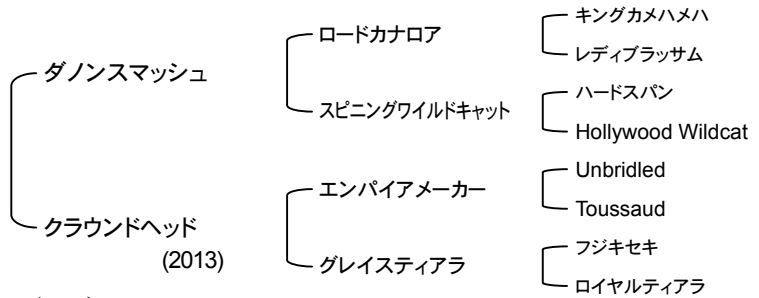 キングカメハメハ
ロードカナロア
レディブラッサム
ダノンスマッシュ
ハードスパン
スピニングワイルドキャット
Hollywood Wildcat
Unbridled
エンパイアメーカー
Toussaud
クラウンドヘッド
(2013)
フジキセキ
グレイスティアラ
ロイヤルティアラ